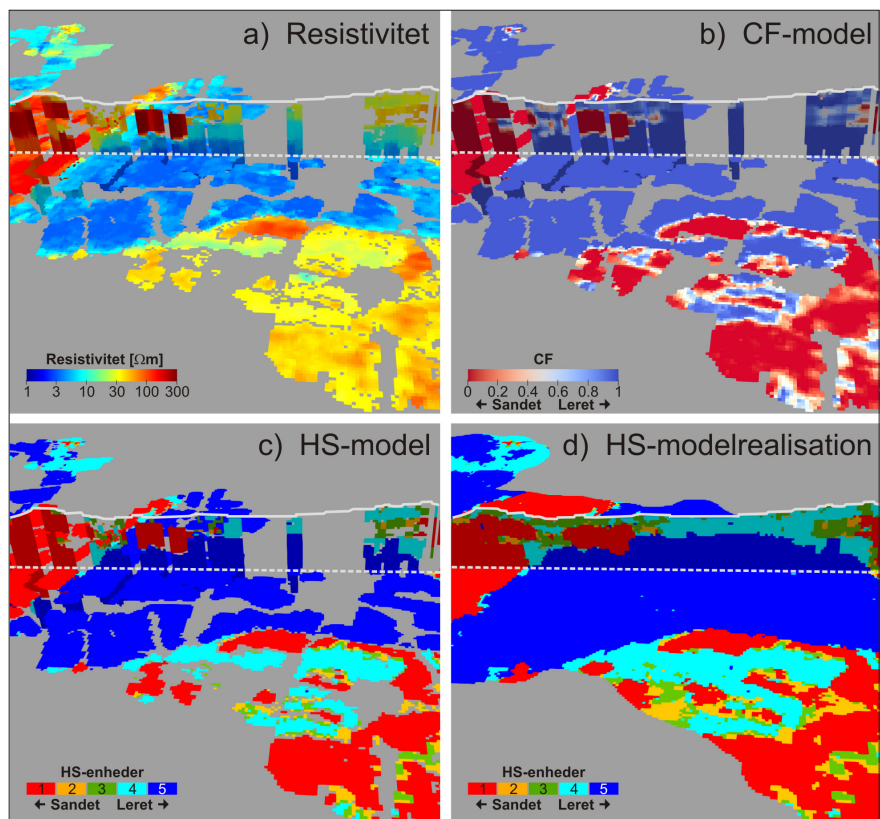 a) Resistivitet
b) CF-model
Resistivitet [Ωm]
1 3 10 30 100 300
CF
0 0.2 0.4 0.6 0.8 1
← Sandet Leret →
c) HS-model
d) HS-modelrealisation
HS-enheder
1 2 3 4 5
← Sandet Leret →
HS-enheder
1 2 3 4 5
← Sandet Leret →